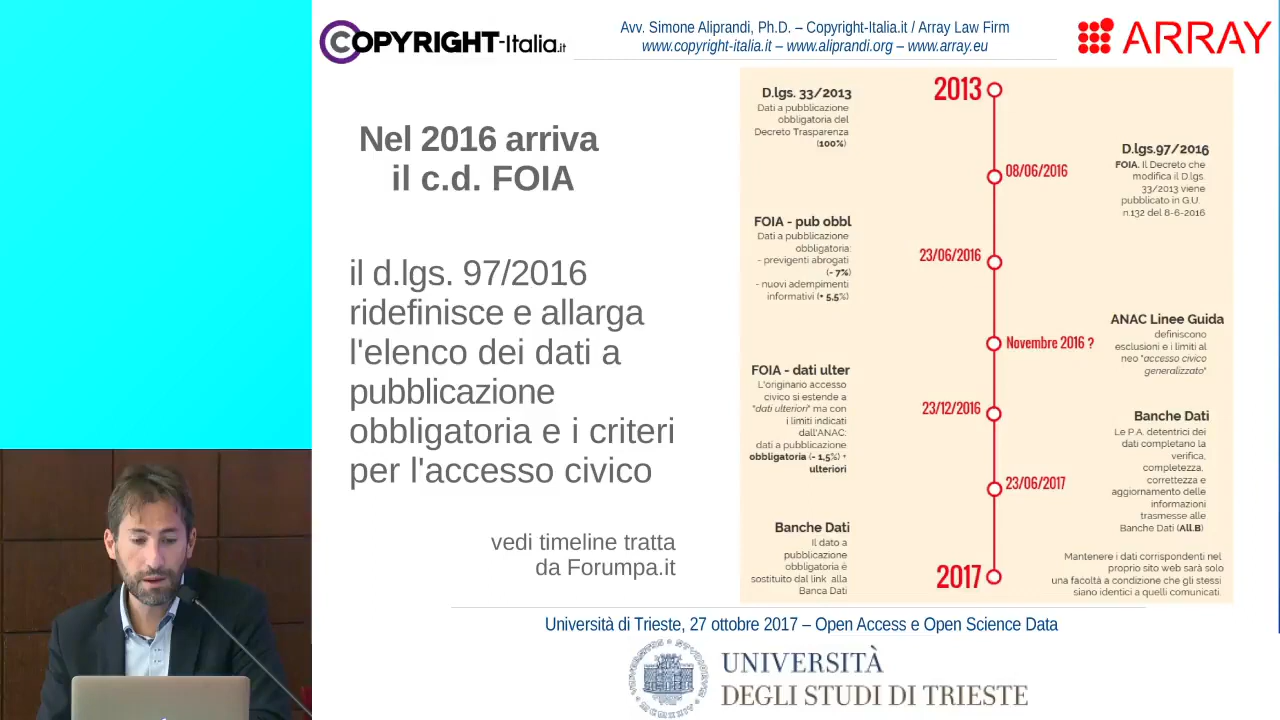 COPYRIGHT-Italia.it
Avv. Simone Aliprandi, Ph.D. – Copyright-Italia.it / Array Law Firm
www.copyright-italia.it – www.aliprandi.org – www.array.eu
ARRAY
Nel 2016 arriva
il c.d. FOIA
il d.lgs. 97/2016
ridefinisce e allarga
l'elenco dei dati a
pubblicazione
obbligatoria e i criteri
per l'accesso civico
vedi timeline tratta
da Forumpa.it
2013
D.lgs. 33/2013
Dati a pubblicazione
obbligatoria del
Decreto Trasparenza
(100%)
08/06/2016
D.lgs.97/2016
FOIA. Il Decreto che
modifica il D.lgs.
33/2013 viene
pubblicato in G.U.
n.132 del 8-6-2016
FOIA - pub obbl
Dati a pubblicazione
obbligatoria:
- previgenti abrogati
(- 7%)
- nuovi adempimenti
informativi (+ 5,5%)
23/06/2016
Novembre 2016 ?
ANAC Linee Guida
definiscono
esclusioni e i limiti al
neo "accesso civico
generalizzato"
FOIA - dati ulter
L'originario accesso
civico si estende a
"dati ulteriori" ma con
i limiti indicati
dall'ANAC:
dati a pubblicazione
obbligatoria (- 1,5%) +
ulteriori
23/12/2016
23/06/2017
Banche Dati
Le P.A. detentrici dei
dati completano la
verifica,
completezza,
correttezza e
aggiornamento delle
informazioni
trasmesse alle
Banche Dati (All.B)
Banche Dati
Il dato a
pubblicazione
obbligatoria è
sostituito dal link alla
Banca Dati
2017
Mantenere i dati corrispondenti nel
proprio sito web sarà solo
una facoltà a condizione che gli stessi
siano identici a quelli comunicati.
Università di Trieste, 27 ottobre 2017 – Open Access e Open Science Data
UNIVERSITÀ
DEGLI STUDI DI TRIESTE